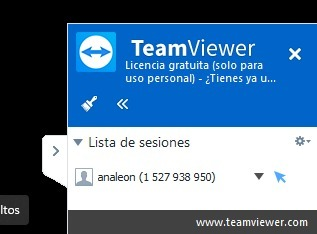 TeamViewer
Licencia gratuita (solo para
uso personal) - ¿Tienes ya u...
Lista de sesiones
analeon (1 527 938 950)
ltos
www.teamviewer.com